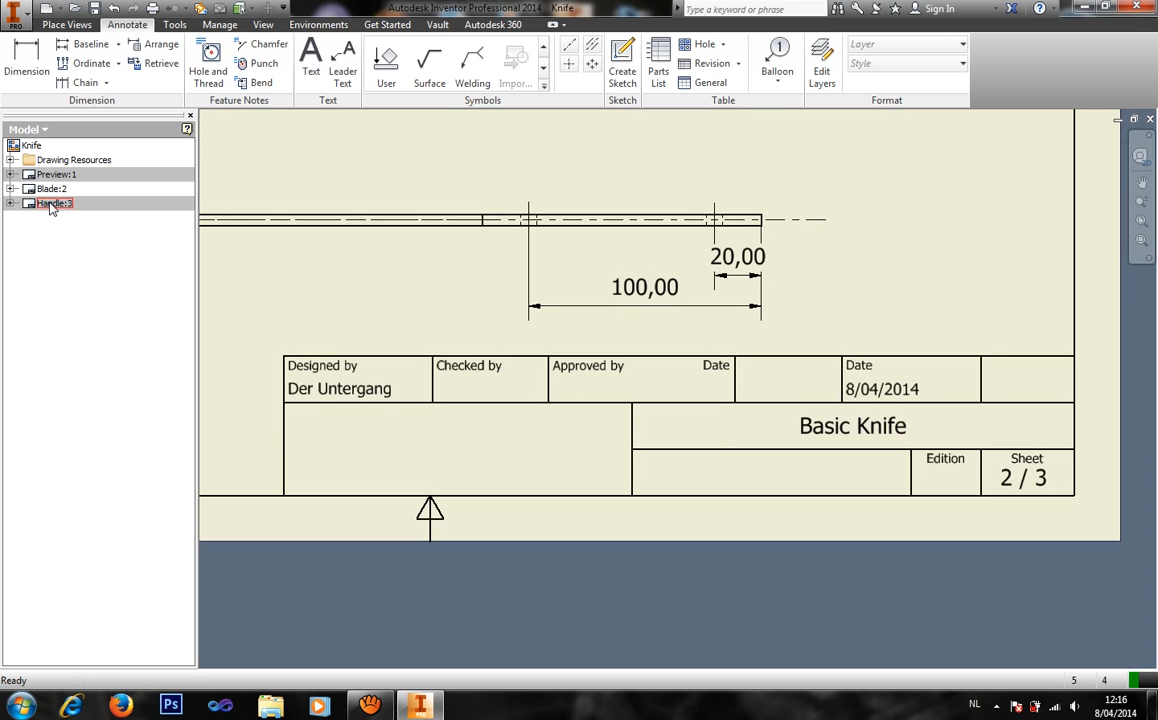 Autodesk Inventor Professional 2014   Knife
Type a keyword or phrase
Sign In
PRO
Place Views
Annotate
Tools
Manage
View
Environments
Get Started
Vault
Autodesk 360
Dimension
Baseline
Ordinate
Chain
Arrange
Retrieve
Dimension
Hole and
Thread
Chamfer
Punch
Bend
Feature Notes
Text
Leader
Text
Text
User
Surface
Welding
Impor...
Symbols
Create
Sketch
Sketch
Parts
List
Hole
Revision
General
Table
1
Balloon
Edit
Layers
Layer
Style
Format
Model
Knife
Drawing Resources
Preview:1
Blade:2
Handle:3
20,00
100,00
Designed by
Der Untergang
Checked by
Approved by
Date
Date
8/04/2014
Basic Knife
Edition
Sheet
2 / 3
Ready
5
4
Ps
PRO
NL
12:16
8/04/2014